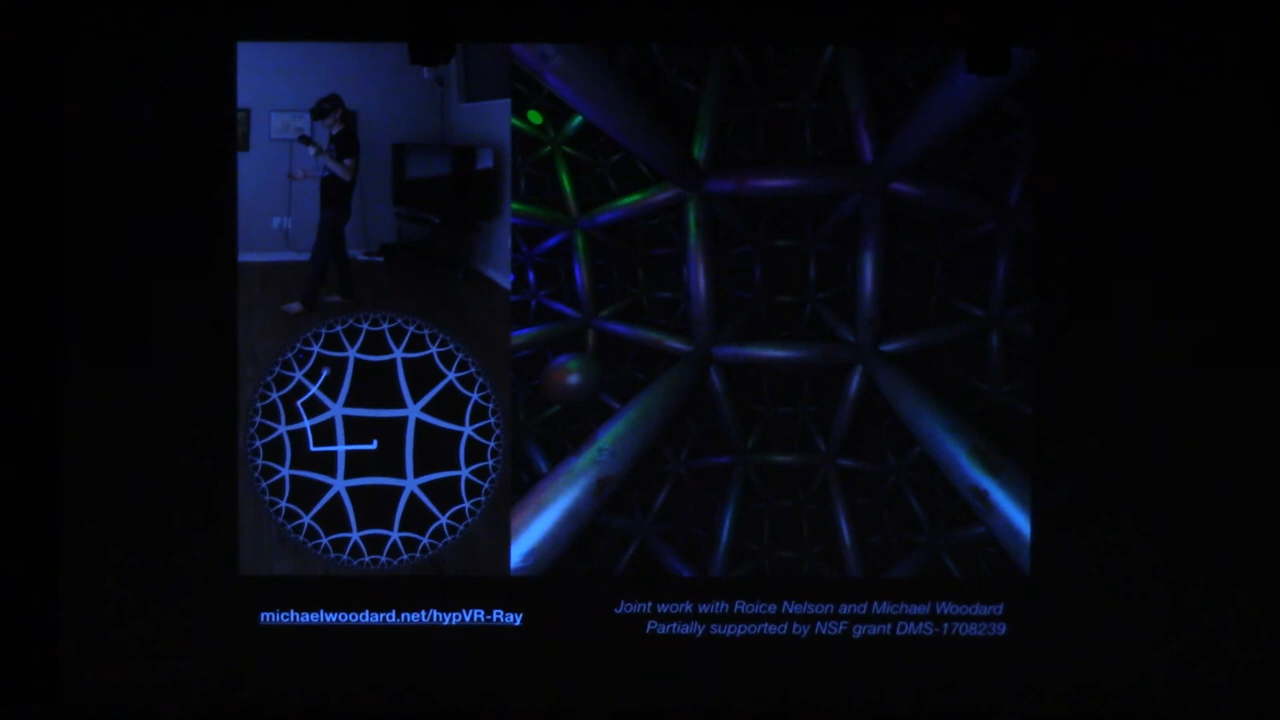 michaelwoodard.net/hypVR-Ray
Joint work with Roice Nelson and Michael Woodard
Partially supported by NSF grant DMS-1708239